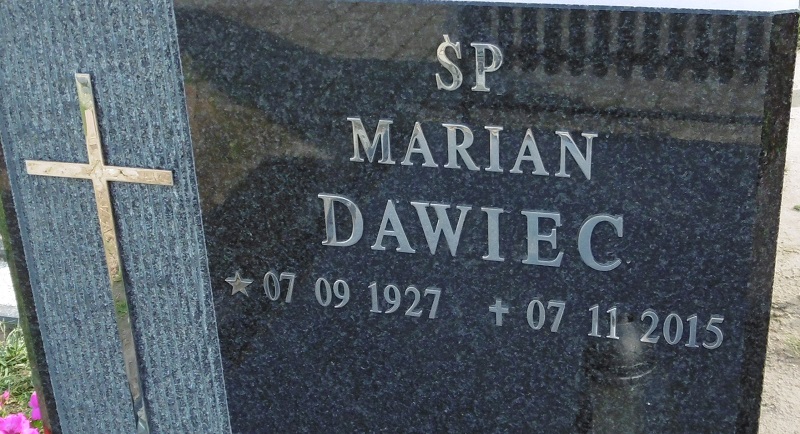 ŚP
MARIAN
DAWIEC
★ 07 09 1927 ✝ 07 11 2015